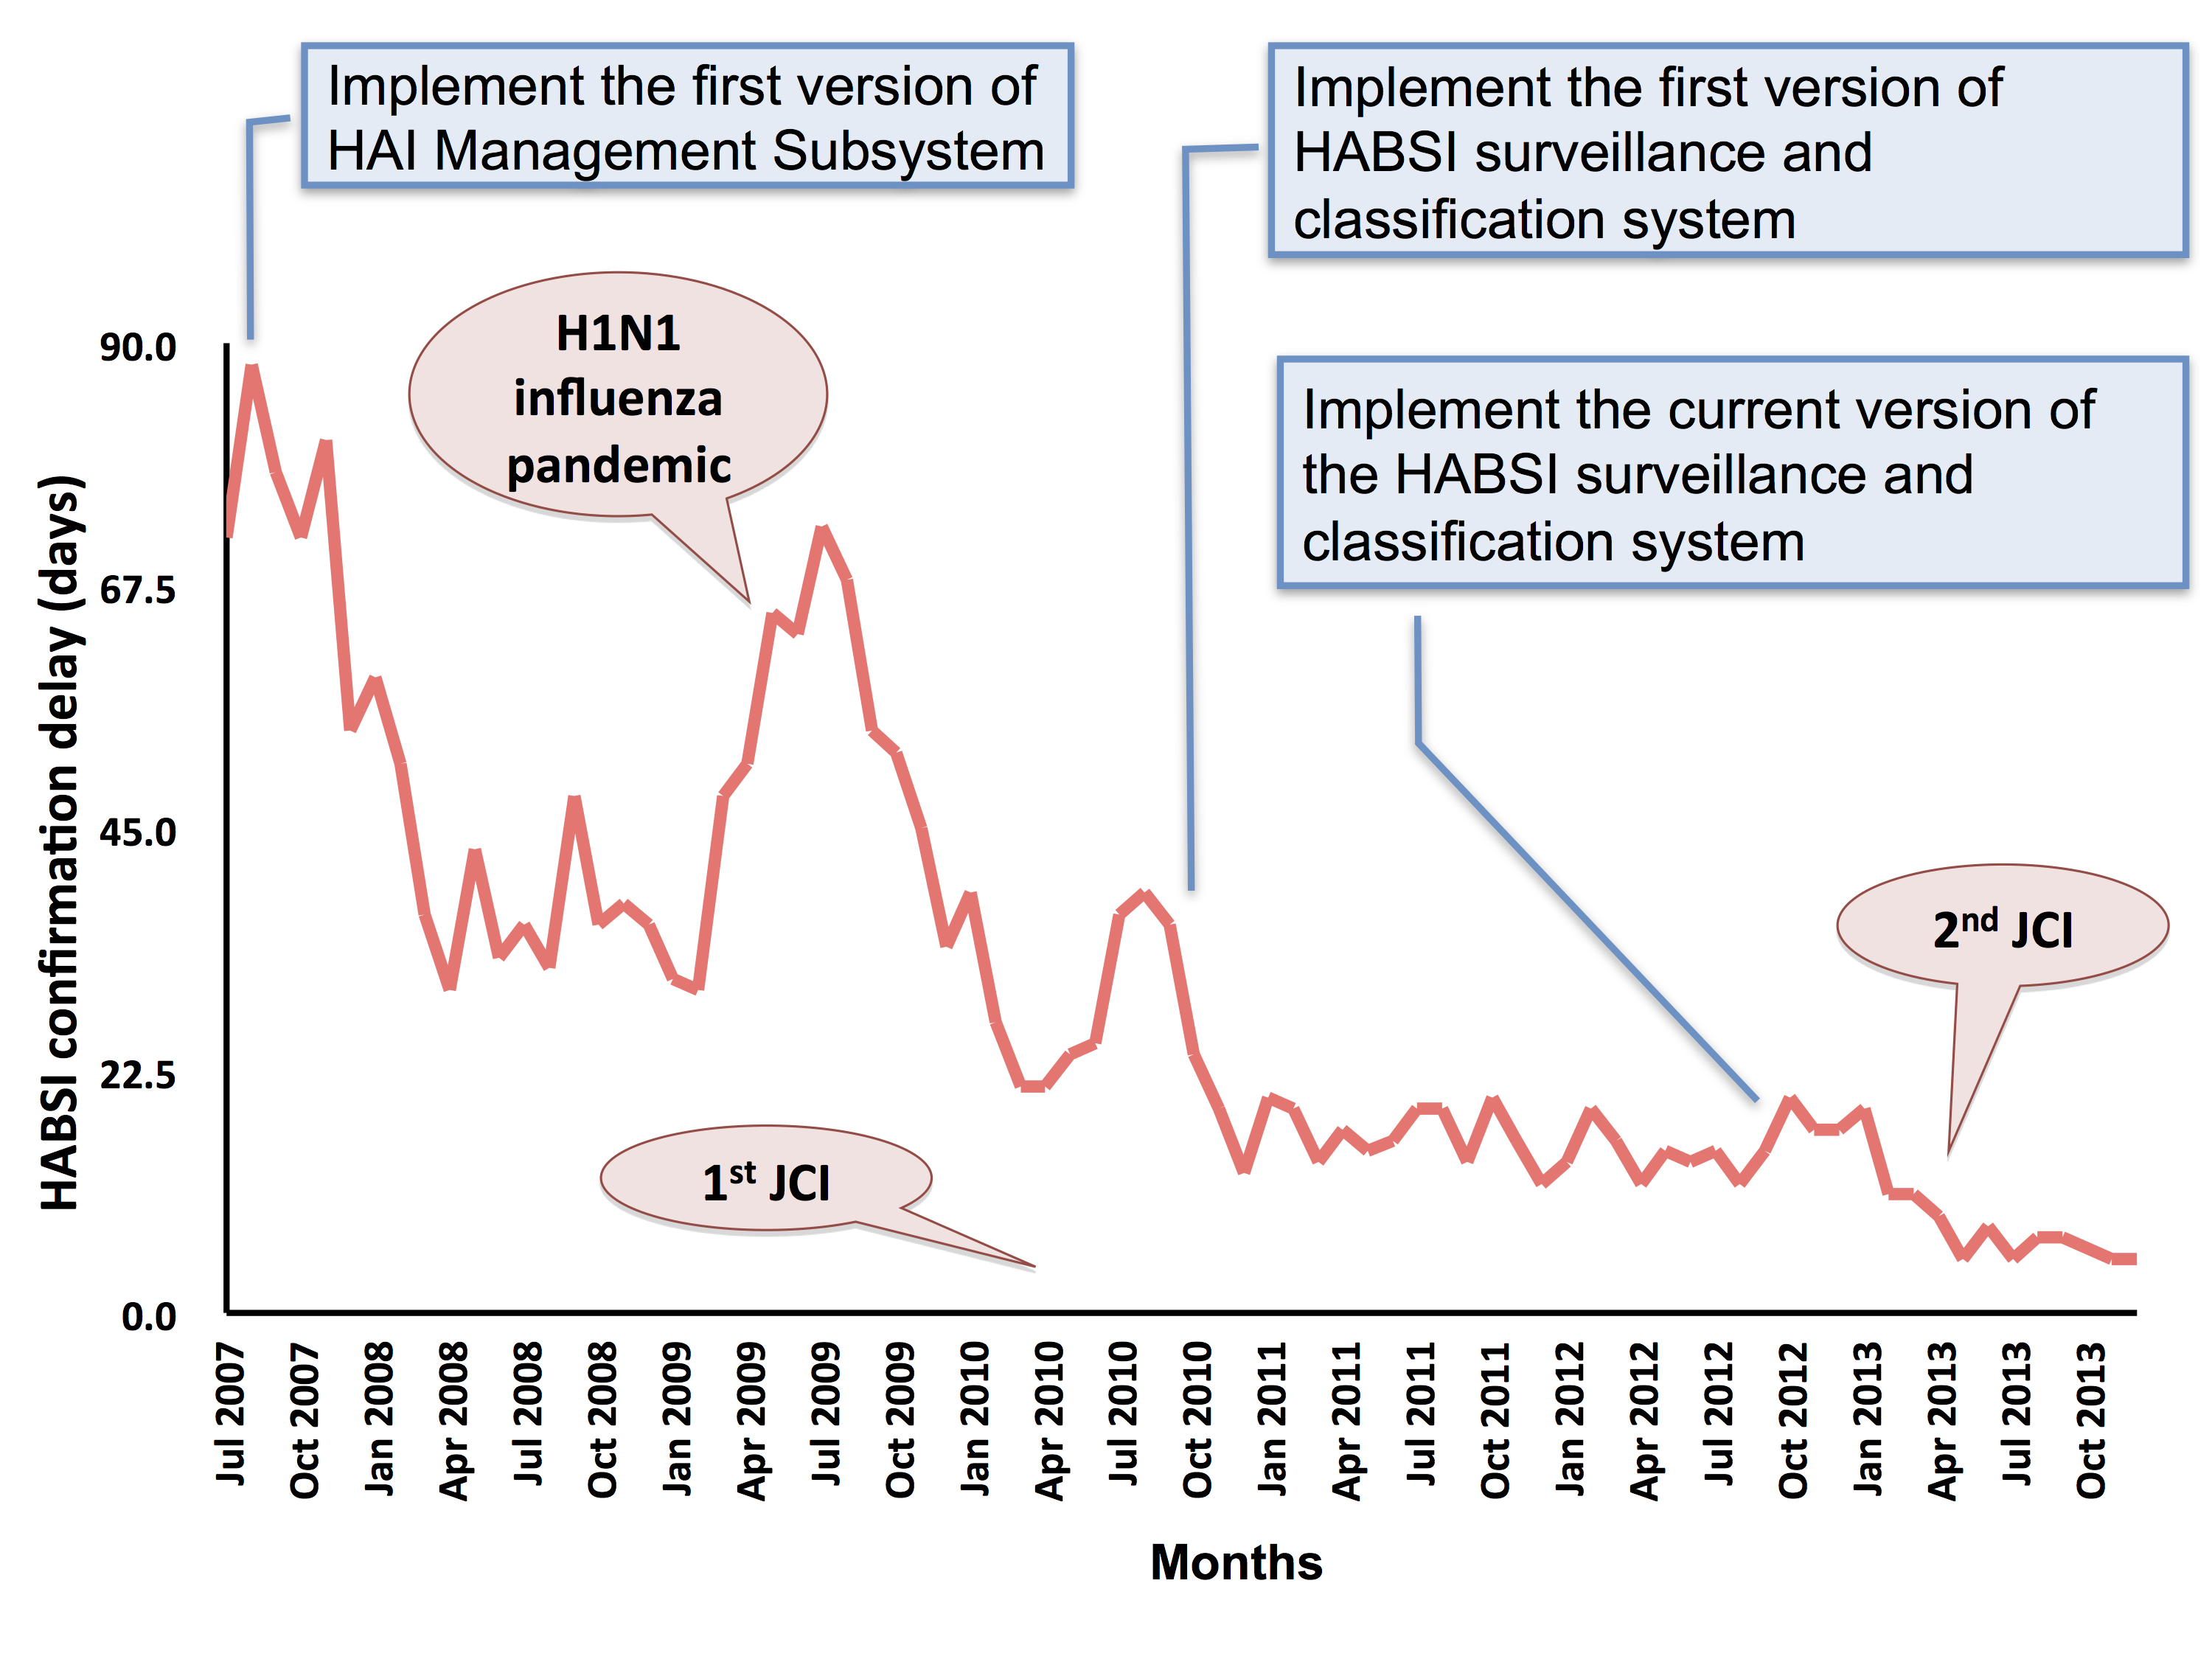 Implement the first version of
HAI Management Subsystem
Implement the first version of
HABSI surveillance and
classification system
H1N1
influenza
pandemic
Implement the current version of
the HABSI surveillance and
classification system
2nd JCI
1st JCI
HABSI confirmation delay (days)
90.0
67.5
45.0
22.5
0.0
Jul 2007
Oct 2007
Jan 2008
Apr 2008
Jul 2008
Oct 2008
Jan 2009
Apr 2009
Jul 2009
Oct 2009
Jan 2010
Apr 2010
Jul 2010
Oct 2010
Jan 2011
Apr 2011
Jul 2011
Oct 2011
Jan 2012
Apr 2012
Jul 2012
Oct 2012
Jan 2013
Apr 2013
Jul 2013
Oct 2013
Months